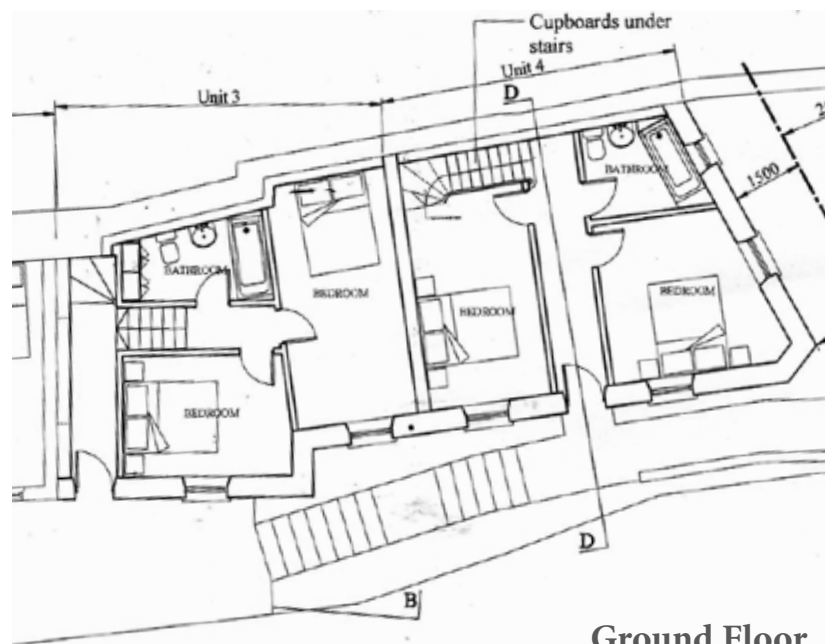 Cupboards under
stairs
Unit 4
Unit 3
D
1500
BATHROOM
BATHROOM
BEDROOM
BEDROOM
BEDROOM
BEDROOM
D
B
Ground Floor